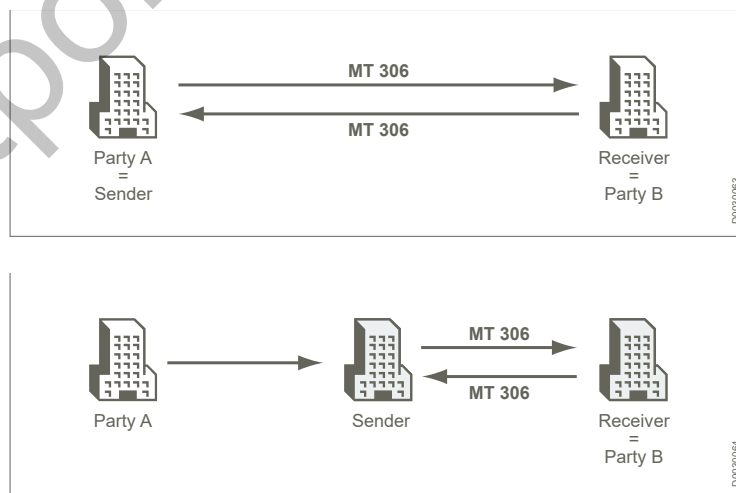 MT 306
MT 306
Party A
=
Sender
Receiver
=
Party B
MT 306
MT 306
Party A
Sender
Receiver
=
Party B